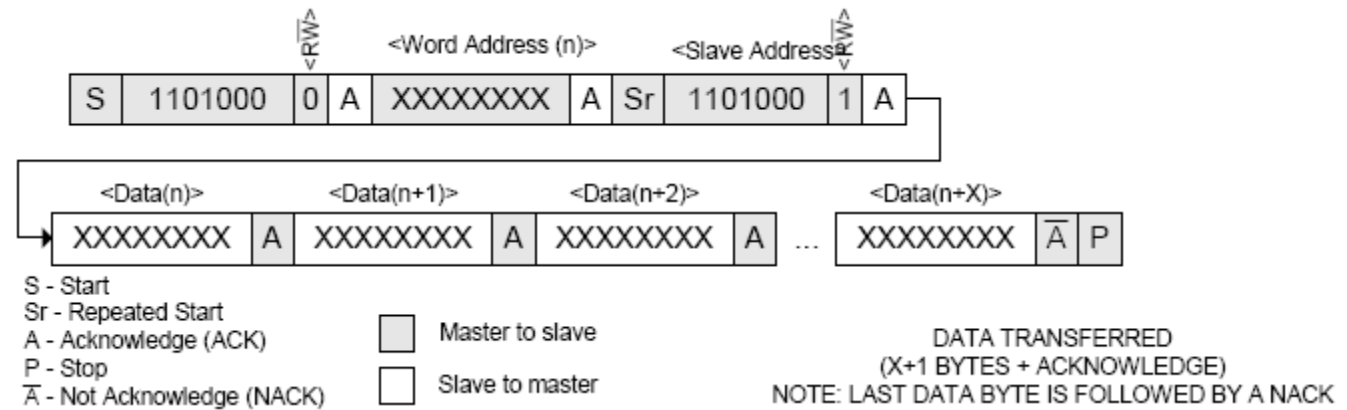 <RW̅> <Word Address (n)> <Slave Address> <RW̅>
S 1101000 0 A XXXXXXXX A Sr 1101000 1 A
<Data(n)> <Data(n+1)> <Data(n+2)> <Data(n+X)>
XXXXXXXX A XXXXXXXX A XXXXXXXX A ... XXXXXXXX A̅ P
S - Start
Sr - Repeated Start
A - Acknowledge (ACK)
P - Stop
A̅ - Not Acknowledge (NACK)
Master to slave
Slave to master
DATA TRANSFERRED
(X+1 BYTES + ACKNOWLEDGE)
NOTE: LAST DATA BYTE IS FOLLOWED BY A NACK